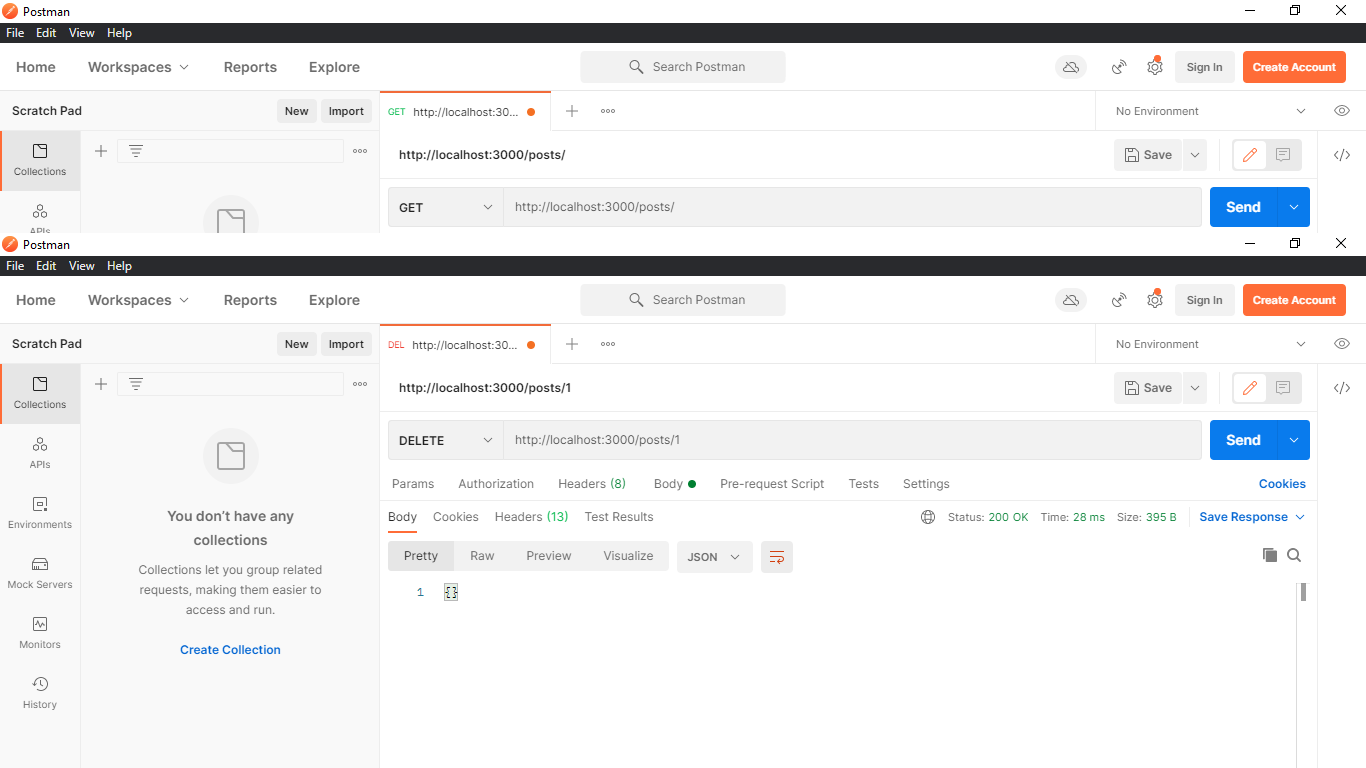 Postman
File Edit View Help
Home Workspaces Reports Explore Search Postman Sign In Create Account
Scratch Pad New Import GET http://localhost:30... No Environment
Collections
http://localhost:3000/posts/ Save
GET http://localhost:3000/posts/ Send
APIs
Postman
File Edit View Help
Home Workspaces Reports Explore Search Postman Sign In Create Account
Scratch Pad New Import DEL http://localhost:30... No Environment
Collections
http://localhost:3000/posts/1 Save
DELETE http://localhost:3000/posts/1 Send
APIs
Params Authorization Headers (8) Body Pre-request Script Tests Settings Cookies
Environments
You don't have any
collections
Body Cookies Headers (13) Test Results Status: 200 OK Time: 28 ms Size: 395 B Save Response
Pretty Raw Preview Visualize JSON
Mock Servers
Collections let you group related
requests, making them easier to
access and run.
1 {}
Monitors
Create Collection
History